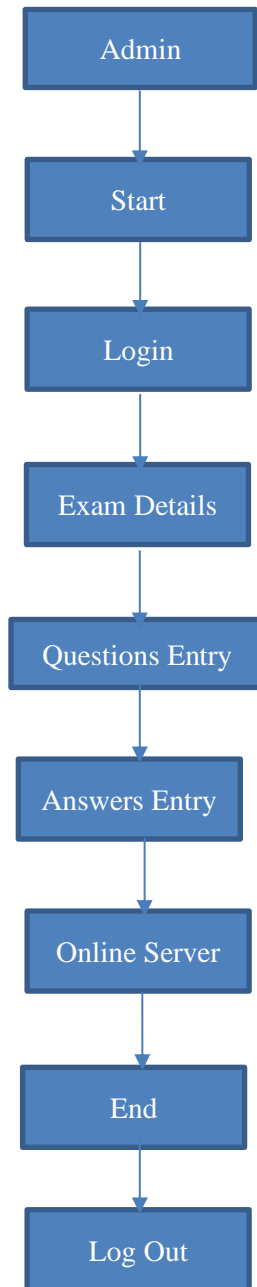 Admin
Start
Login
Exam Details
Questions Entry
Answers Entry
Online Server
End
Log Out